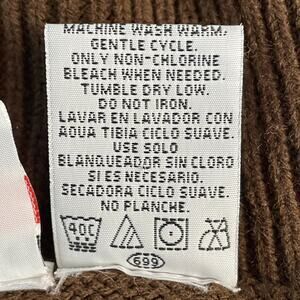 MACHINE WASH WARM,
GENTLE CYCLE.
ONLY NON-CHLORINE
BLEACH WHEN NEEDED.
TUMBLE DRY LOW.
DO NOT IRON.
LAVAR EN LAVADOR CON
AQUA TIBIA CICLO SUAVE.
USE SOLO
BLANQUEADOR SIN CLORO
SI ES NECESARIO.
SECADORA CICLO SUAVE.
NO PLANCHE.
40C
699